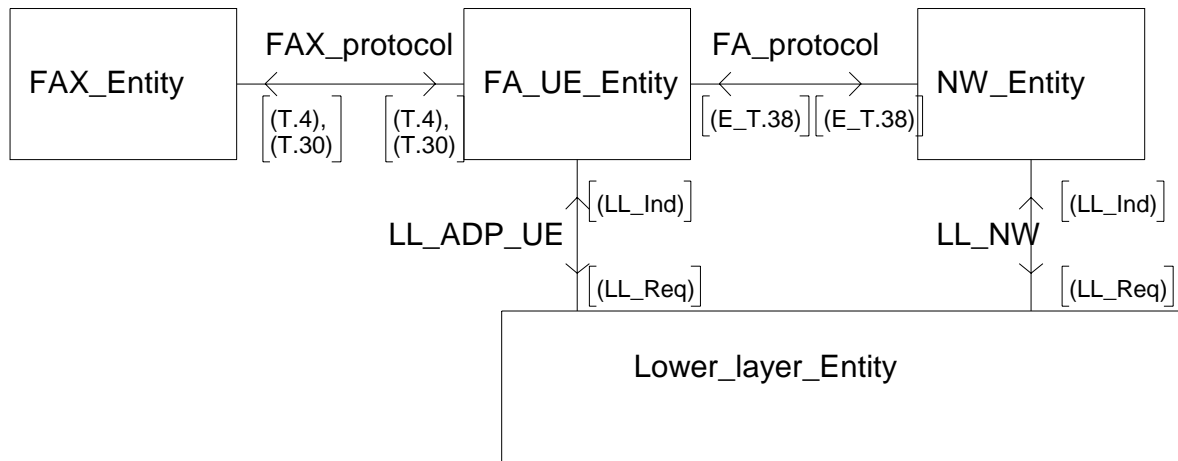 FAX_protocol
FA_protocol
FAX_Entity
FA_UE_Entity
NW_Entity
(T.4),
(T.30)
(T.4),
(T.30)
(E_T.38)
(E_T.38)
(LL_Ind)
(LL_Ind)
LL_ADP_UE
LL_NW
(LL_Req)
(LL_Req)
Lower_layer_Entity